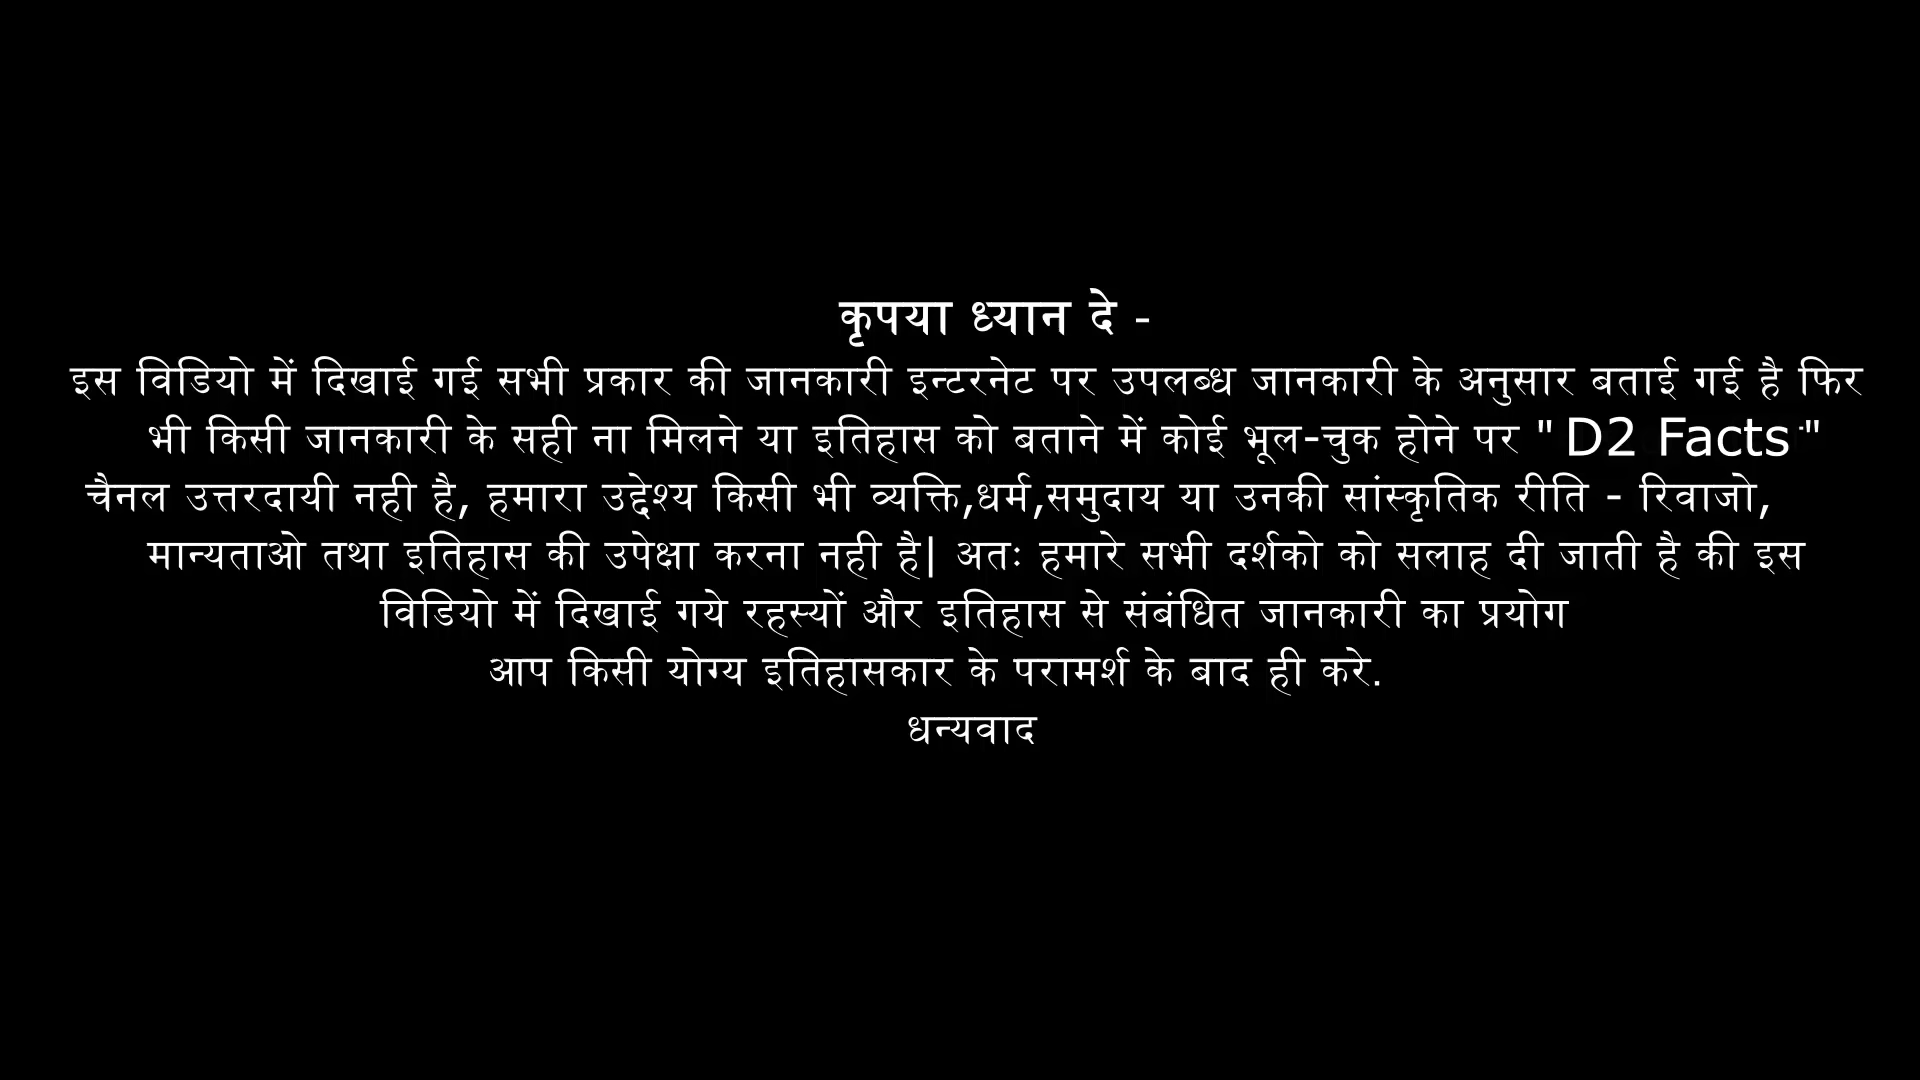 कृपया ध्यान दे -
इस विडियो में दिखाई गई सभी प्रकार की जानकारी इन्टरनेट पर उपलब्ध जानकारी के अनुसार बताई गई है फिर
भी किसी जानकारी के सही ना मिलने या इतिहास को बताने में कोई भूल-चुक होने पर " D2 Facts "
चैनल उत्तरदायी नही है, हमारा उद्देश्य किसी भी व्यक्ति,धर्म,समुदाय या उनकी सांस्कृतिक रीति - रिवाजो,
मान्यताओ तथा इतिहास की उपेक्षा करना नही है| अतः हमारे सभी दर्शको को सलाह दी जाती है की इस
विडियो में दिखाई गये रहस्यों और इतिहास से संबंधित जानकारी का प्रयोग
आप किसी योग्य इतिहासकार के परामर्श के बाद ही करे.
धन्यवाद